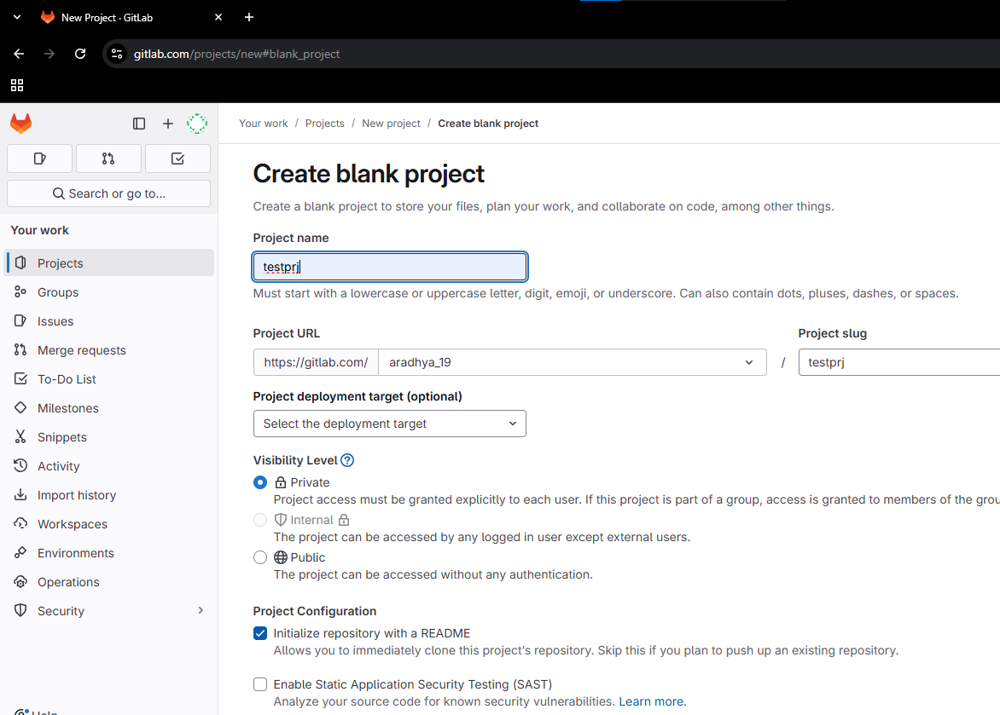 New Project · GitLab
gitlab.com/projects/new#blank_project
Your work / Projects / New project / Create blank project
Search or go to...
Your work
Projects
Groups
Issues
Merge requests
To-Do List
Milestones
Snippets
Activity
Import history
Workspaces
Environments
Operations
Security
Help
Create blank project
Create a blank project to store your files, plan your work, and collaborate on code, among other things.
Project name
testprj
Must start with a lowercase or uppercase letter, digit, emoji, or underscore. Can also contain dots, pluses, dashes, or spaces.
Project URL
Project slug
https://gitlab.com/ aradhya_19 / testprj
Project deployment target (optional)
Select the deployment target
Visibility Level
Private
Project access must be granted explicitly to each user. If this project is part of a group, access is granted to members of the grou
Internal
The project can be accessed by any logged in user except external users.
Public
The project can be accessed without any authentication.
Project Configuration
Initialize repository with a README
Allows you to immediately clone this project's repository. Skip this if you plan to push up an existing repository.
Enable Static Application Security Testing (SAST)
Analyze your source code for known security vulnerabilities. Learn more.